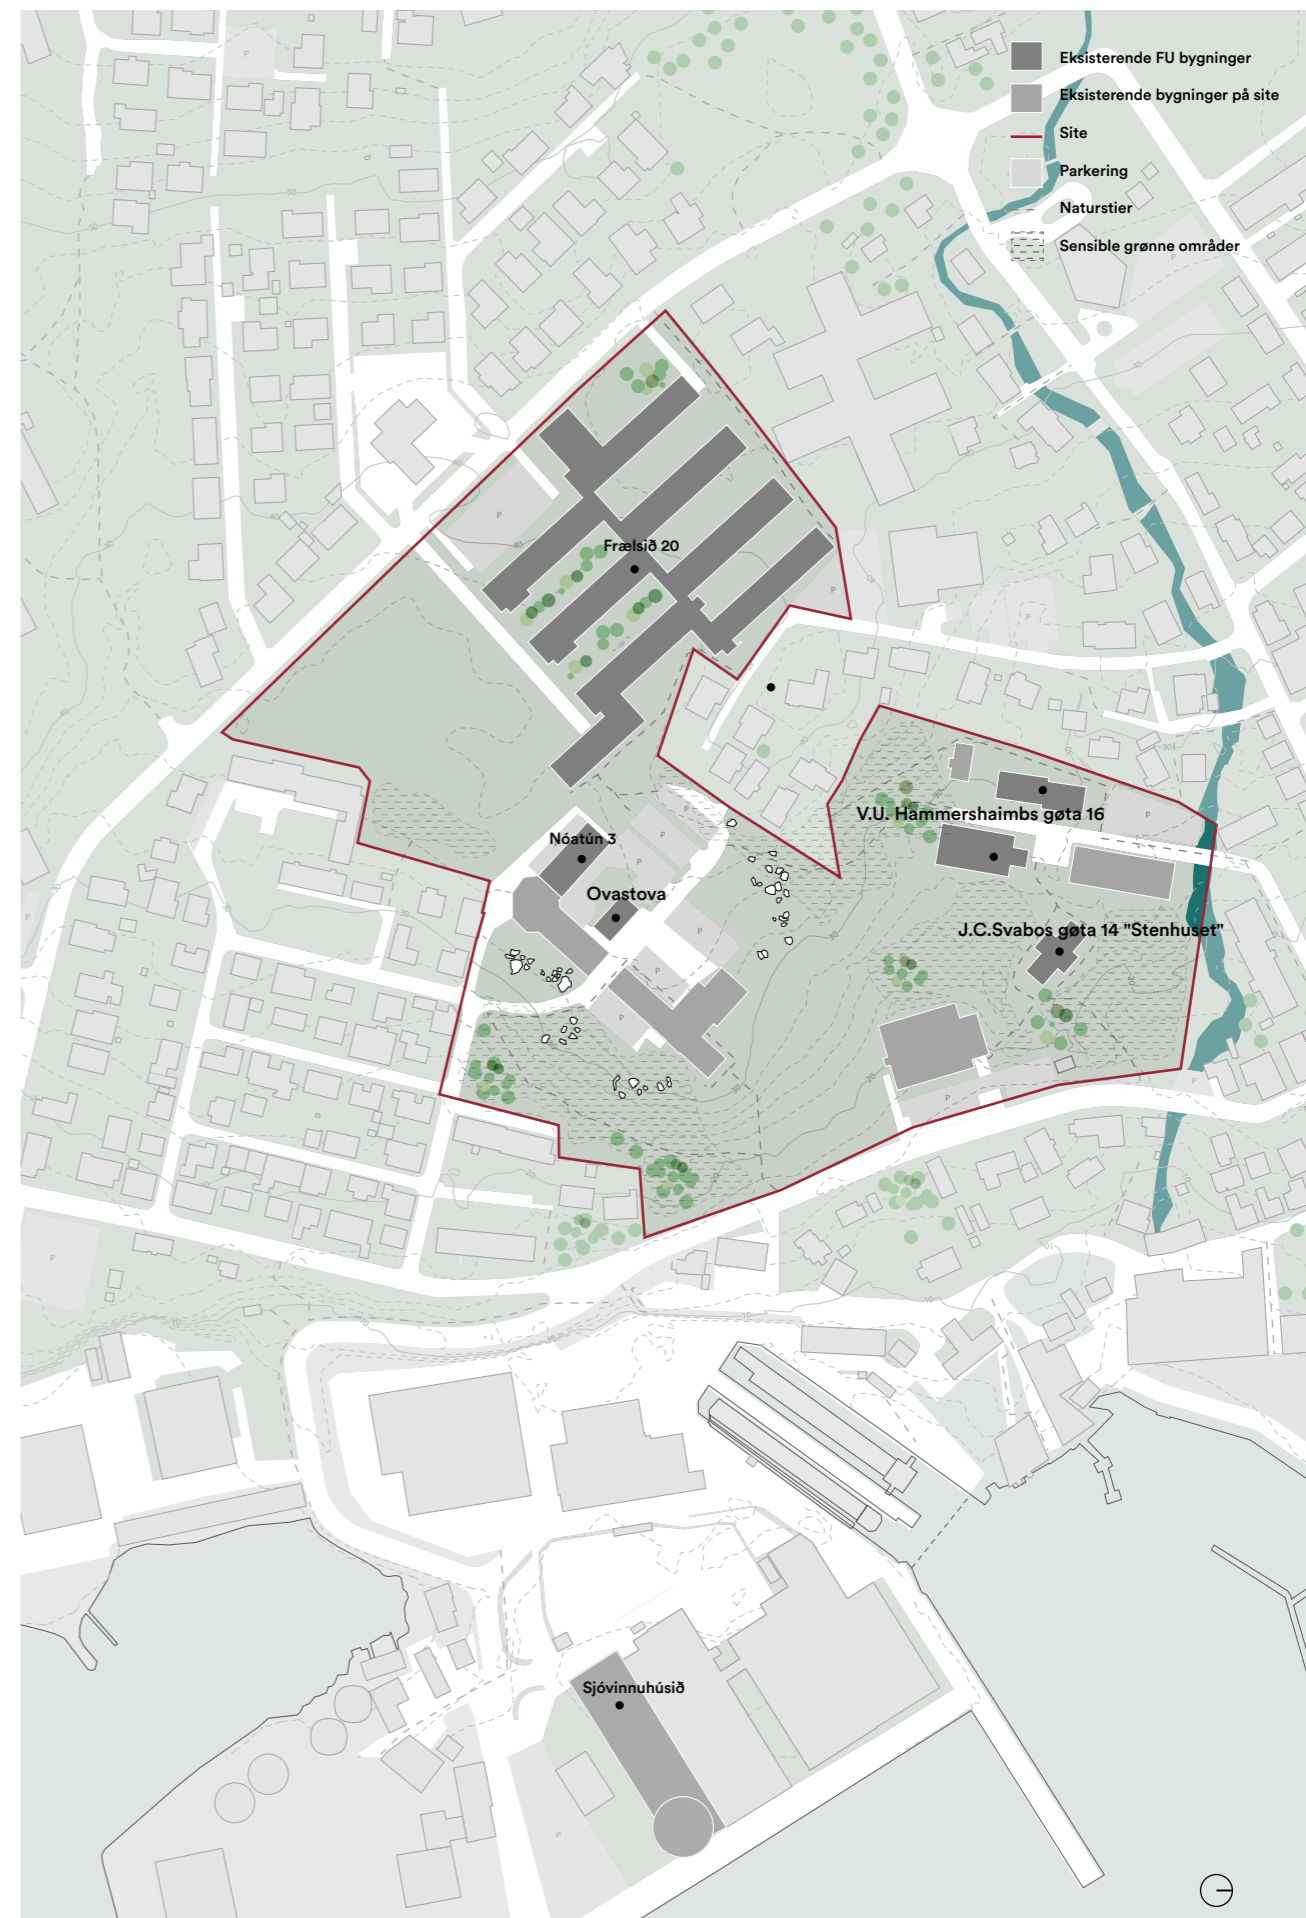 Eksisterende FU bygninger
Eksisterende bygninger på site
Site
Parkering
Naturstier
Sensible grønne områder
Frælsið 20
V.U. Hammershaimbs gøta 16
Nóatún 3
Ovastova
J.C.Svabos gøta 14 "Stenhuset"
Sjóvinnuhúsið